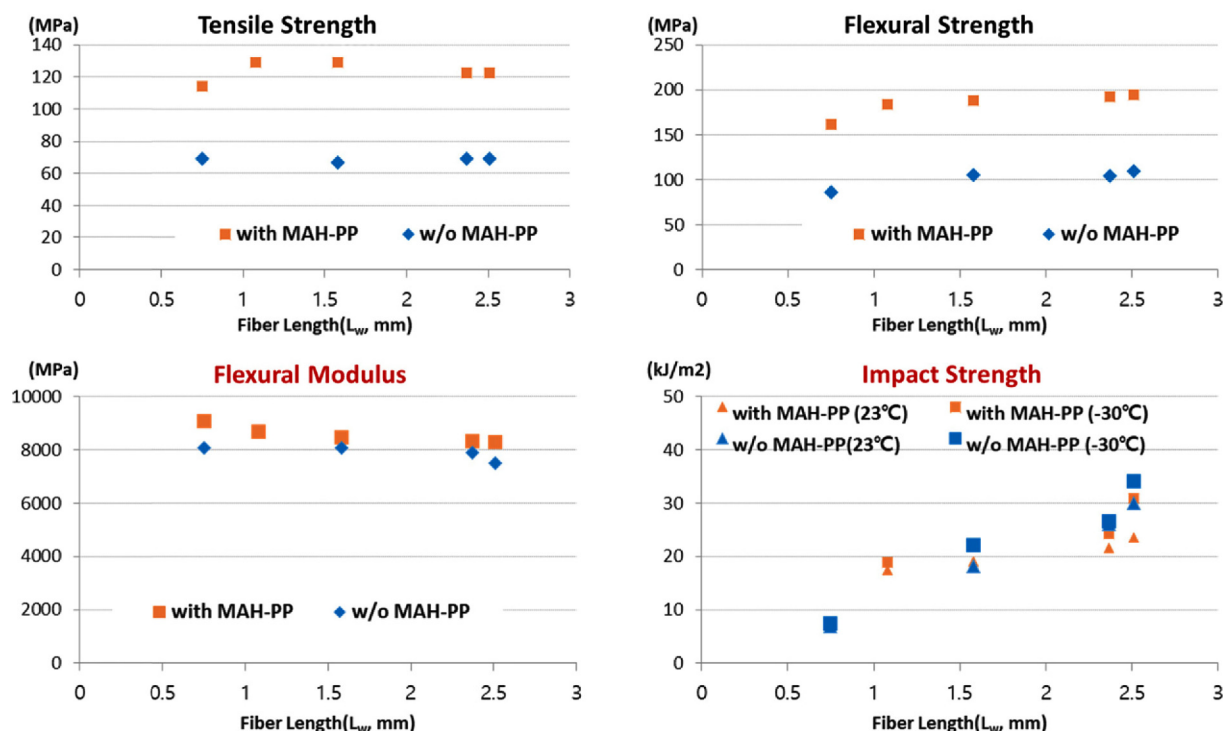 (MPa) Tensile Strength
140
120
100
80
60
40
20
0
with MAH-PP w/o MAH-PP
0 0.5 1 1.5 2 2.5 3
Fiber Length(Lw, mm)
(MPa) Flexural Strength
250
200
150
100
50
0
with MAH-PP w/o MAH-PP
0 0.5 1 1.5 2 2.5 3
Fiber Length(Lw, mm)
(MPa) Flexural Modulus
10000
8000
6000
4000
2000
0
with MAH-PP w/o MAH-PP
0 0.5 1 1.5 2 2.5 3
Fiber Length(Lw, mm)
(kJ/m2) Impact Strength
50
40
30
20
10
0
with MAH-PP (23℃) with MAH-PP (-30℃)
w/o MAH-PP(23℃) w/o MAH-PP (-30℃)
0 0.5 1 1.5 2 2.5 3
Fiber Length(Lw, mm)